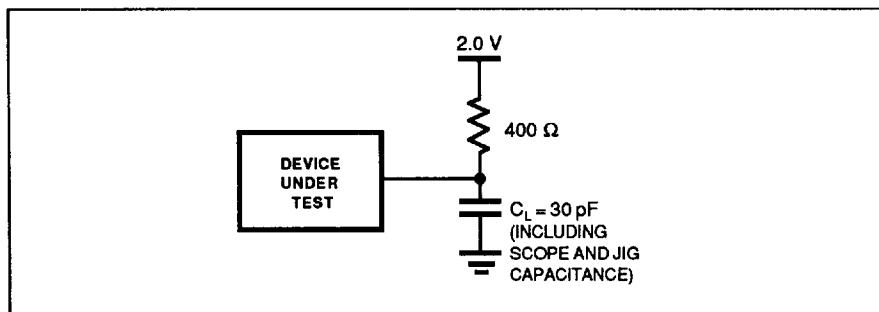 2.0 V
400 Ω
DEVICE
UNDER
TEST
C_L = 30 pF
(INCLUDING
SCOPE AND JIG
CAPACITANCE)